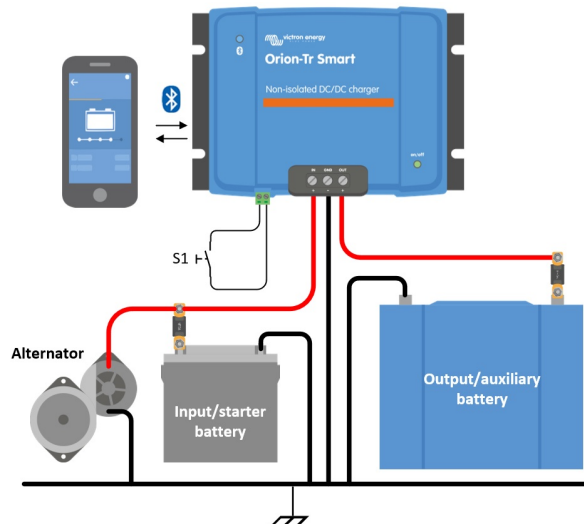 victron energy
Orion-Tr Smart
Non-isolated DC/DC charger
on/off
IN GND OUT
+ − +
S1
Alternator
Input/starter
battery
Output/auxiliary
battery